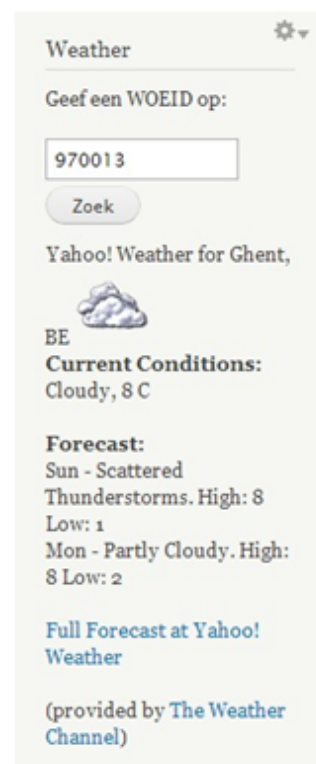 Weather
Geef een WOEID op:
970013
Zoek
Yahoo! Weather for Ghent,
BE
Current Conditions:
Cloudy, 8 C
Forecast:
Sun - Scattered
Thunderstorms. High: 8
Low: 1
Mon - Partly Cloudy. High:
8 Low: 2
Full Forecast at Yahoo!
Weather
(provided by The Weather
Channel)